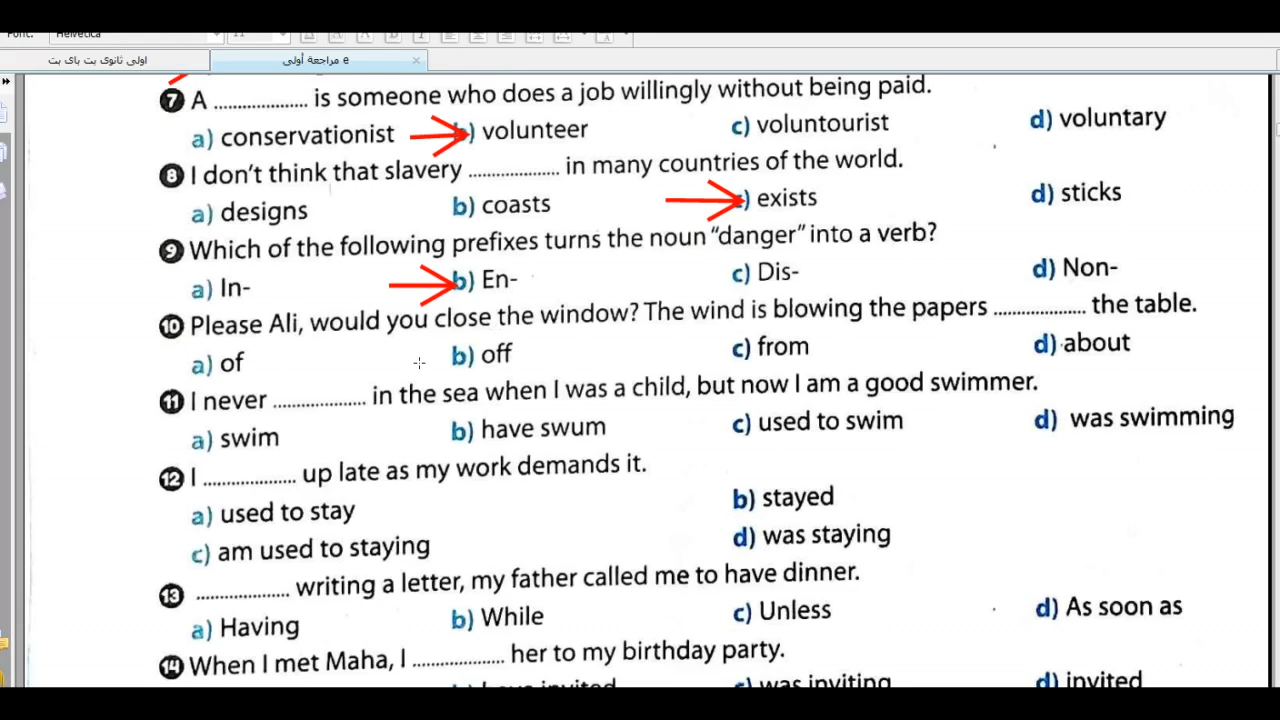 Font: Helvetica 11
اولى ثانوى بت باى بت
مراجعة أولى e
7 A .................... is someone who does a job willingly without being paid.
a) conservationist b) volunteer c) voluntourist d) voluntary
8 I don't think that slavery .................... in many countries of the world.
a) designs b) coasts c) exists d) sticks
9 Which of the following prefixes turns the noun "danger" into a verb?
a) In- b) En- c) Dis- d) Non-
10 Please Ali, would you close the window? The wind is blowing the papers .................... the table.
a) of b) off c) from d) about
11 I never .................... in the sea when I was a child, but now I am a good swimmer.
a) swim b) have swum c) used to swim d) was swimming
12 I .................... up late as my work demands it.
a) used to stay b) stayed
c) am used to staying d) was staying
13 .................... writing a letter, my father called me to have dinner.
a) Having b) While c) Unless d) As soon as
14 When I met Maha, I .................... her to my birthday party.
b) have invited c) was inviting d) invited